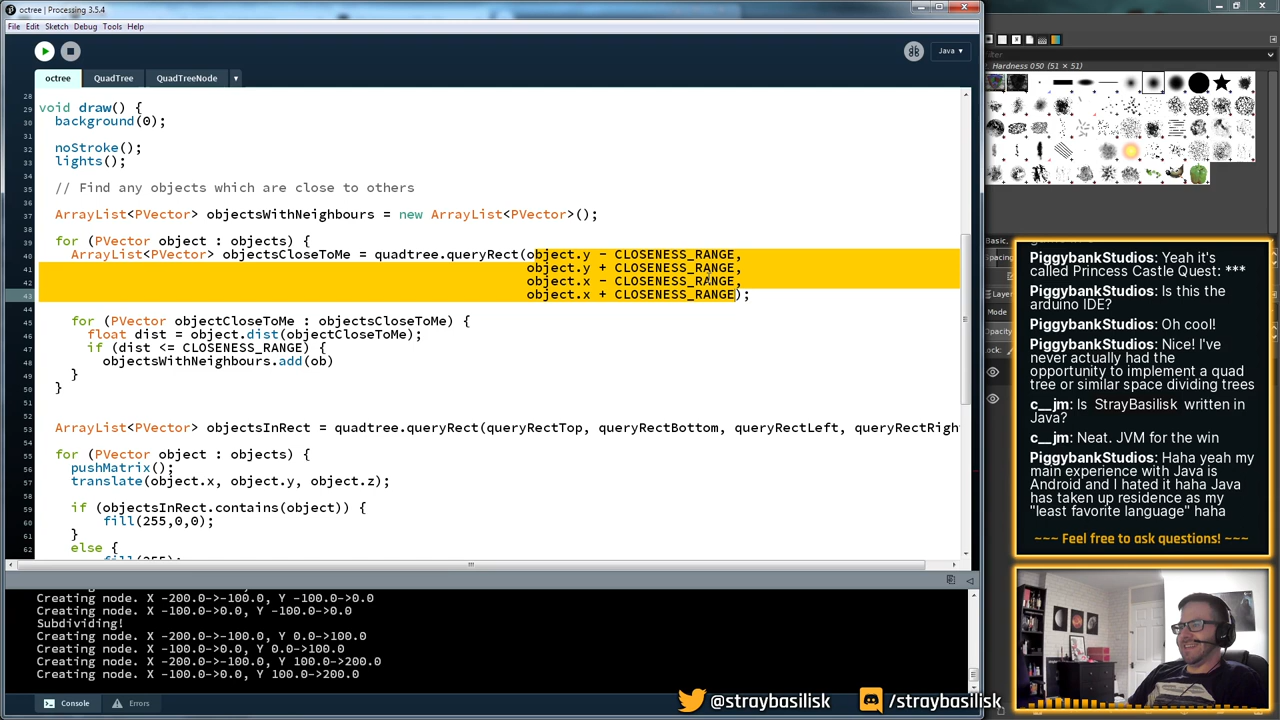 octree | Processing 3.5.4
File Edit Sketch Debug Tools Help
Java ▾
octree QuadTree QuadTreeNode ▾
28
29 void draw() {
30 background(0);
31
32 noStroke();
33 lights();
34
35 // Find any objects which are close to others
36
37 ArrayList<PVector> objectsWithNeighbours = new ArrayList<PVector>();
38
39 for (PVector object : objects) {
40 ArrayList<PVector> objectsCloseToMe = quadtree.queryRect(object.y - CLOSENESS_RANGE,
41 object.y + CLOSENESS_RANGE,
42 object.x - CLOSENESS_RANGE,
43 object.x + CLOSENESS_RANGE);
44
45 for (PVector objectCloseToMe : objectsCloseToMe) {
46 float dist = object.dist(objectCloseToMe);
47 if (dist <= CLOSENESS_RANGE) {
48 objectsWithNeighbours.add(ob)
49 }
50 }
51
52
53 ArrayList<PVector> objectsInRect = quadtree.queryRect(queryRectTop, queryRectBottom, queryRectLeft, queryRectRigh
54
55 for (PVector object : objects) {
56 pushMatrix();
57 translate(object.x, object.y, object.z);
58
59 if (objectsInRect.contains(object)) {
60 fill(255,0,0);
61 }
62 else {
fill(255);
Creating node. X -200.0->-100.0, Y -100.0->0.0
Creating node. X -100.0->0.0, Y -100.0->0.0
Subdividing!
Creating node. X -200.0->-100.0, Y 0.0->100.0
Creating node. X -100.0->0.0, Y 0.0->100.0
Creating node. X -200.0->-100.0, Y 100.0->200.0
Creating node. X -100.0->0.0, Y 100.0->200.0
Console Errors
Hardness 050 (51 × 51)
Basic,
Spacing
Layer
Mode
Opacity
Lock:
PiggybankStudios: Yeah it's
called Princess Castle Quest: ***
PiggybankStudios: Is this the
arduino IDE?
PiggybankStudios: Oh cool!
PiggybankStudios: Nice! I've
never actually had the
opportunity to implement a quad
tree or similar space dividing trees
c__jm: Is StrayBasilisk written in
Java?
c__jm: Neat. JVM for the win
PiggybankStudios: Haha yeah my
main experience with Java is
Android and I hated it haha Java
has taken up residence as my
"least favorite language" haha
~~~ Feel free to ask questions! ~~~
@straybasilisk /straybasilisk